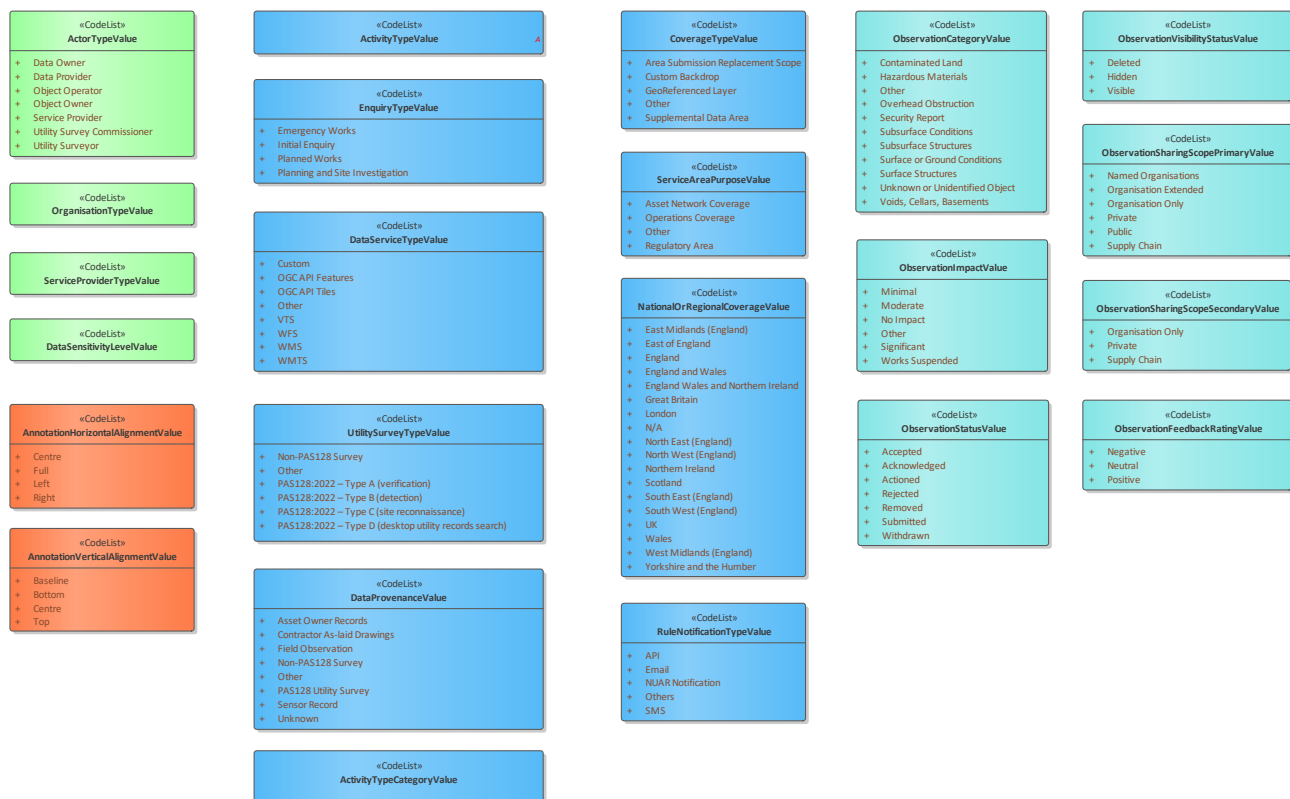 «CodeList»
ActorTypeValue
+ Data Owner
+ Data Provider
+ Object Operator
+ Object Owner
+ Service Provider
+ Utility Survey Commissioner
+ Utility Surveyor
«CodeList»
OrganisationTypeValue
«CodeList»
ServiceProviderTypeValue
«CodeList»
DataSensitivityLevelValue
«CodeList»
AnnotationHorizontalAlignmentValue
+ Centre
+ Full
+ Left
+ Right
«CodeList»
AnnotationVerticalAlignmentValue
+ Baseline
+ Bottom
+ Centre
+ Top
«CodeList»
ActivityTypeValue
A
«CodeList»
EnquiryTypeValue
+ Emergency Works
+ Initial Enquiry
+ Planned Works
+ Planning and Site Investigation
«CodeList»
DataServiceTypeValue
+ Custom
+ OGC API Features
+ OGC API Tiles
+ Other
+ VTS
+ WFS
+ WMS
+ WMTS
«CodeList»
UtilitySurveyTypeValue
+ Non-PAS128 Survey
+ Other
+ PAS128:2022 – Type A (verification)
+ PAS128:2022 – Type B (detection)
+ PAS128:2022 – Type C (site reconnaissance)
+ PAS128:2022 – Type D (desktop utility records search)
«CodeList»
DataProvenanceValue
+ Asset Owner Records
+ Contractor As-laid Drawings
+ Field Observation
+ Non-PAS128 Survey
+ Other
+ PAS128 Utility Survey
+ Sensor Record
+ Unknown
«CodeList»
ActivityTypeCategoryValue
«CodeList»
CoverageTypeValue
+ Area Submission Replacement Scope
+ Custom Backdrop
+ GeoReferenced Layer
+ Other
+ Supplemental Data Area
«CodeList»
ServiceAreaPurposeValue
+ Asset Network Coverage
+ Operations Coverage
+ Other
+ Regulatory Area
«CodeList»
NationalOrRegionalCoverageValue
+ East Midlands (England)
+ East of England
+ England
+ England and Wales
+ England Wales and Northern Ireland
+ Great Britain
+ London
+ N/A
+ North East (England)
+ North West (England)
+ Northern Ireland
+ Scotland
+ South East (England)
+ South West (England)
+ UK
+ Wales
+ West Midlands (England)
+ Yorkshire and the Humber
«CodeList»
RuleNotificationTypeValue
+ API
+ Email
+ NUAR Notification
+ Others
+ SMS
«CodeList»
ObservationCategoryValue
+ Contaminated Land
+ Hazardous Materials
+ Other
+ Overhead Obstruction
+ Security Report
+ Subsurface Conditions
+ Subsurface Structures
+ Surface or Ground Conditions
+ Surface Structures
+ Unknown or Unidentified Object
+ Voids, Cellars, Basements
«CodeList»
ObservationImpactValue
+ Minimal
+ Moderate
+ No Impact
+ Other
+ Significant
+ Works Suspended
«CodeList»
ObservationStatusValue
+ Accepted
+ Acknowledged
+ Actioned
+ Rejected
+ Removed
+ Submitted
+ Withdrawn
«CodeList»
ObservationVisibilityStatusValue
+ Deleted
+ Hidden
+ Visible
«CodeList»
ObservationSharingScopePrimaryValue
+ Named Organisations
+ Organisation Extended
+ Organisation Only
+ Private
+ Public
+ Supply Chain
«CodeList»
ObservationSharingScopeSecondaryValue
+ Organisation Only
+ Private
+ Supply Chain
«CodeList»
ObservationFeedbackRatingValue
+ Negative
+ Neutral
+ Positive